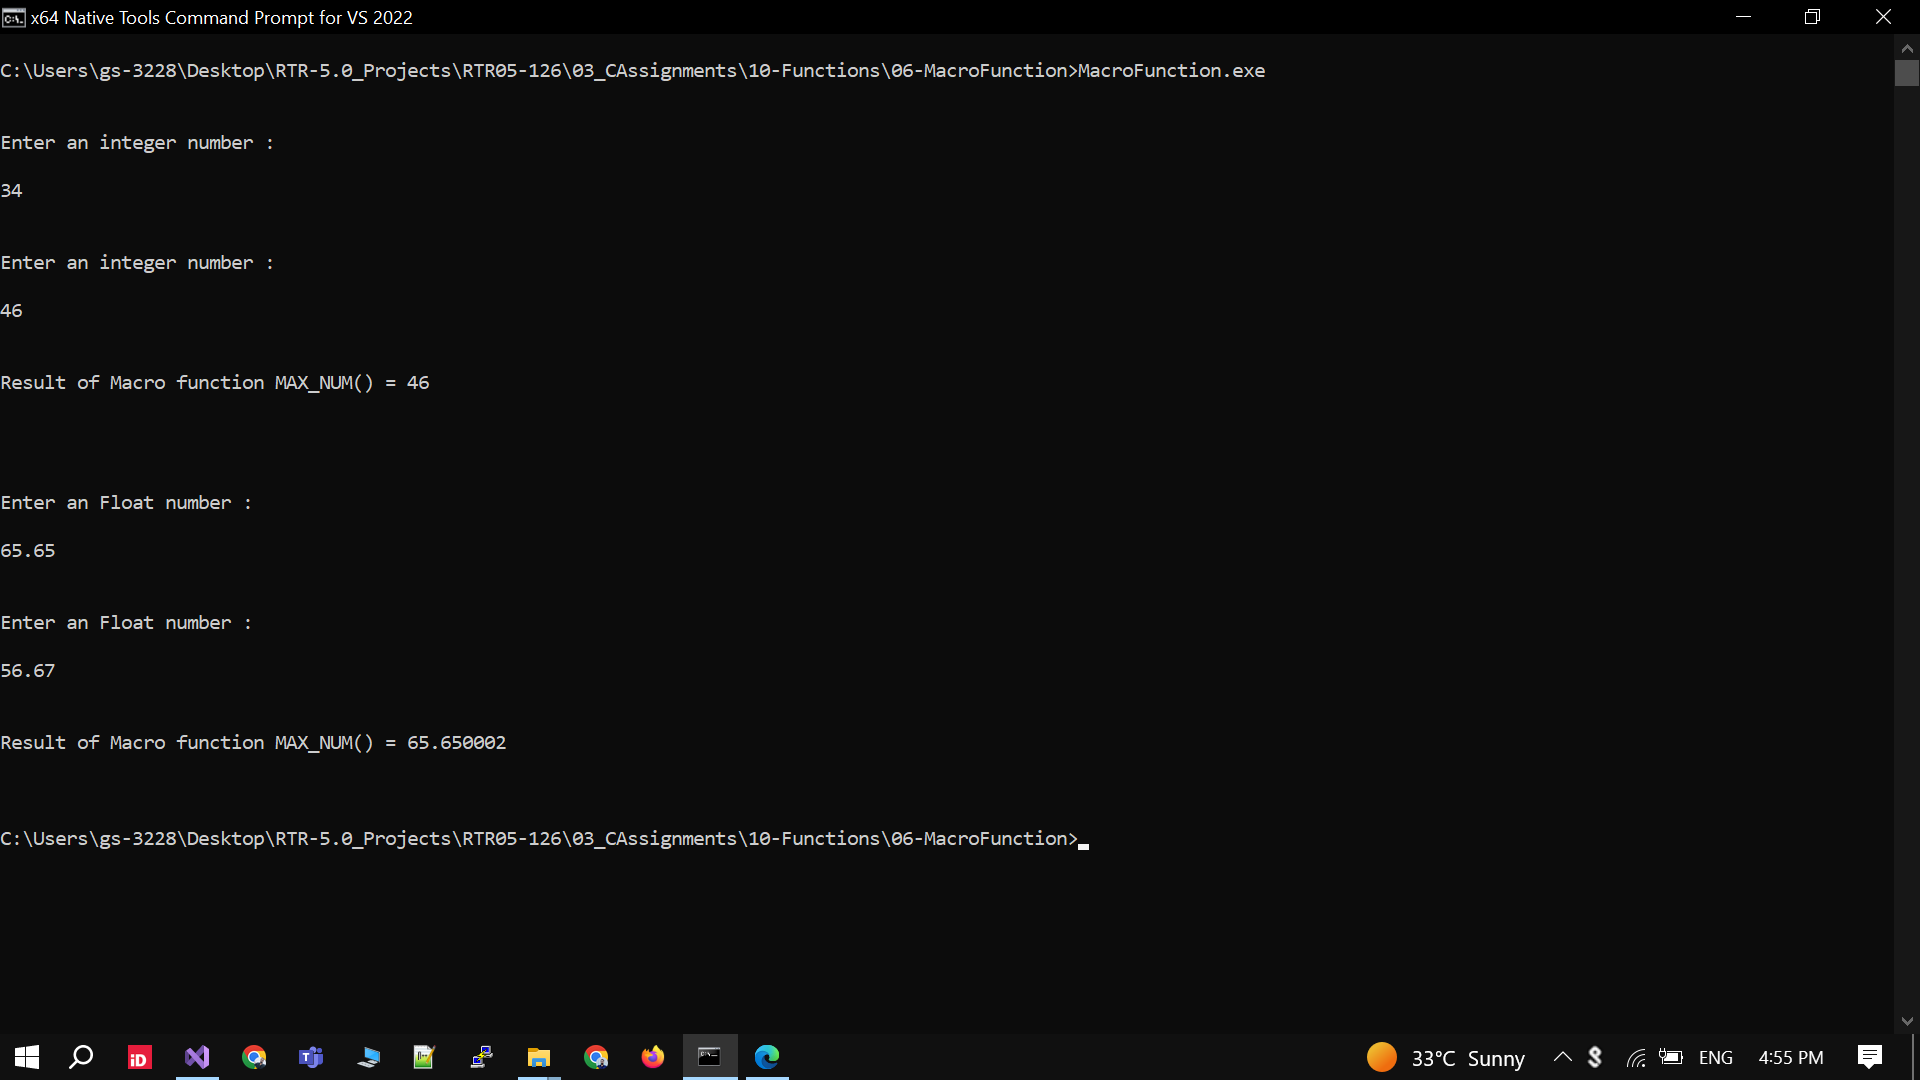 x64 Native Tools Command Prompt for VS 2022
C:\Users\gs-3228\Desktop\RTR-5.0_Projects\RTR05-126\03_CAssignments\10-Functions\06-MacroFunction>MacroFunction.exe
Enter an integer number :
34
Enter an integer number :
46
Result of Macro function MAX_NUM() = 46
Enter an Float number :
65.65
Enter an Float number :
56.67
Result of Macro function MAX_NUM() = 65.650002
C:\Users\gs-3228\Desktop\RTR-5.0_Projects\RTR05-126\03_CAssignments\10-Functions\06-MacroFunction>
iD
33°C Sunny ENG 4:55 PM